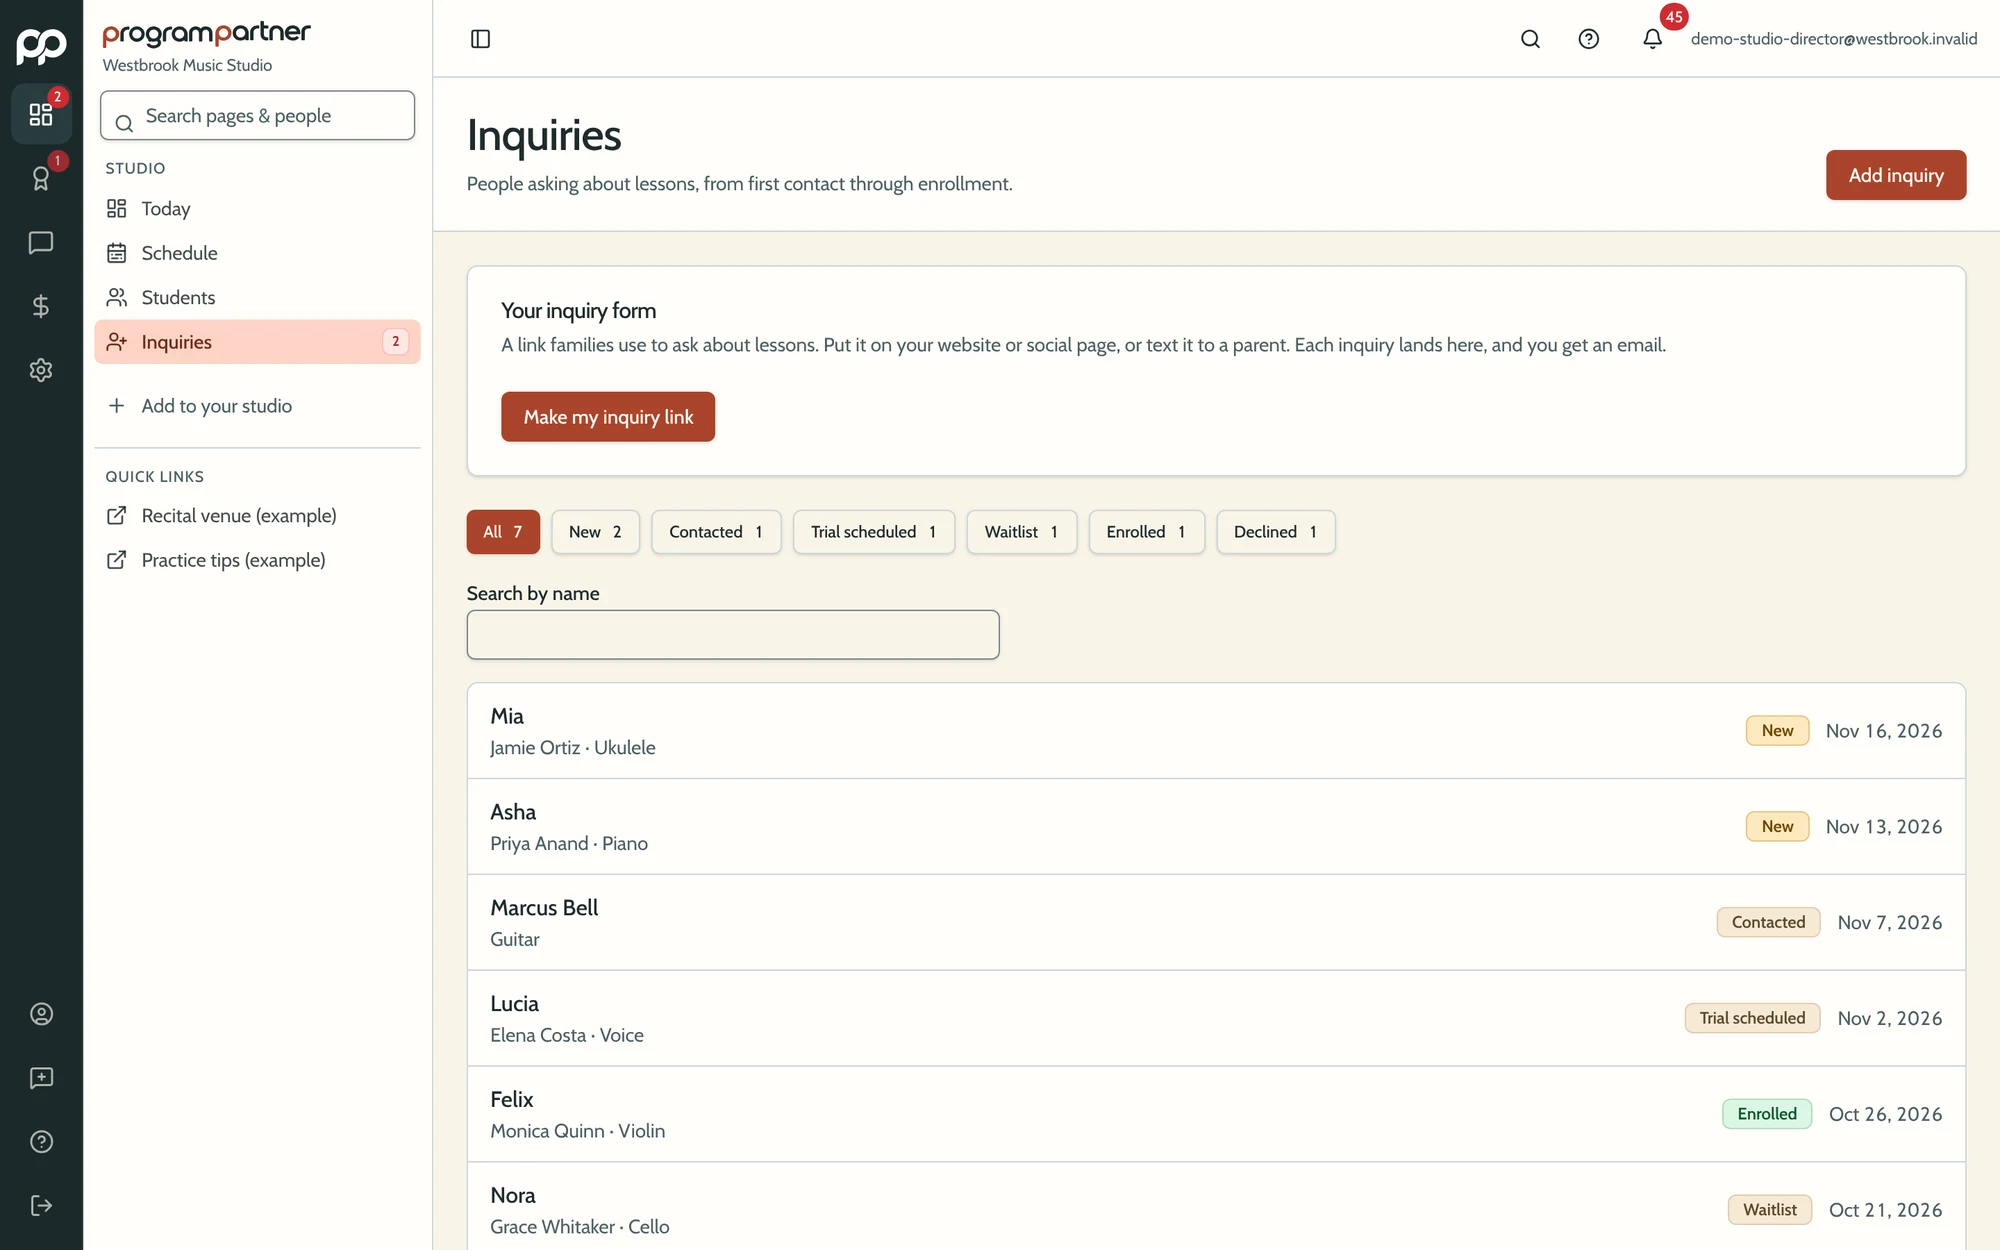 pp
programpartner
Westbrook Music Studio
45
demo-studio-director@westbrook.invalid
2
1
Search pages & people
STUDIO
Today
Schedule
Students
Inquiries 2
Add to your studio
QUICK LINKS
Recital venue (example)
Practice tips (example)
Inquiries
People asking about lessons, from first contact through enrollment.
Add inquiry
Your inquiry form
A link families use to ask about lessons. Put it on your website or social page, or text it to a parent. Each inquiry lands here, and you get an email.
Make my inquiry link
All 7 New 2 Contacted 1 Trial scheduled 1 Waitlist 1 Enrolled 1 Declined 1
Search by name
Mia
Jamie Ortiz · Ukulele
New Nov 16, 2026
Asha
Priya Anand · Piano
New Nov 13, 2026
Marcus Bell
Guitar
Contacted Nov 7, 2026
Lucia
Elena Costa · Voice
Trial scheduled Nov 2, 2026
Felix
Monica Quinn · Violin
Enrolled Oct 26, 2026
Nora
Grace Whitaker · Cello
Waitlist Oct 21, 2026